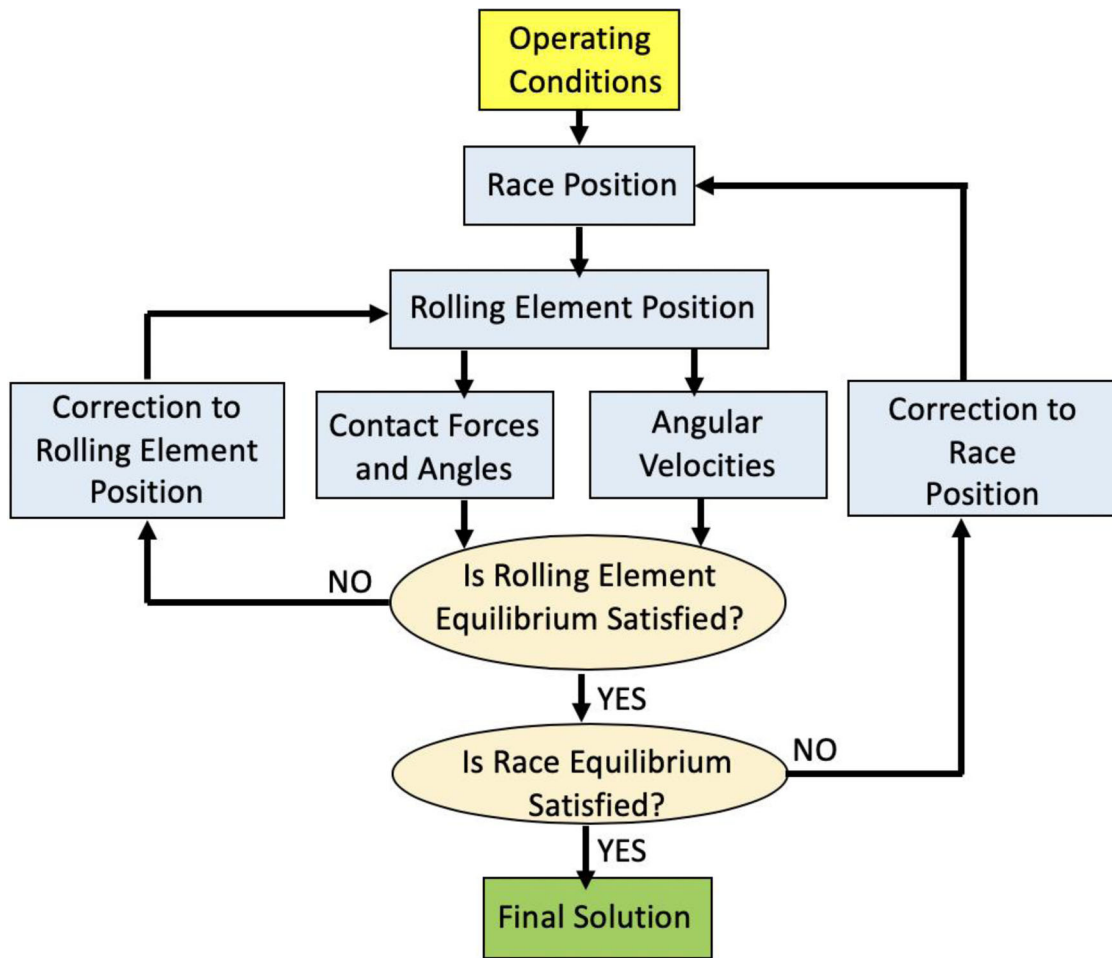 Operating
Conditions
Race Position
Rolling Element Position
Correction to
Rolling Element
Position
Contact Forces
and Angles
Angular
Velocities
Correction to
Race
Position
NO
Is Rolling Element
Equilibrium Satisfied?
YES
Is Race Equilibrium
Satisfied?
NO
YES
Final Solution